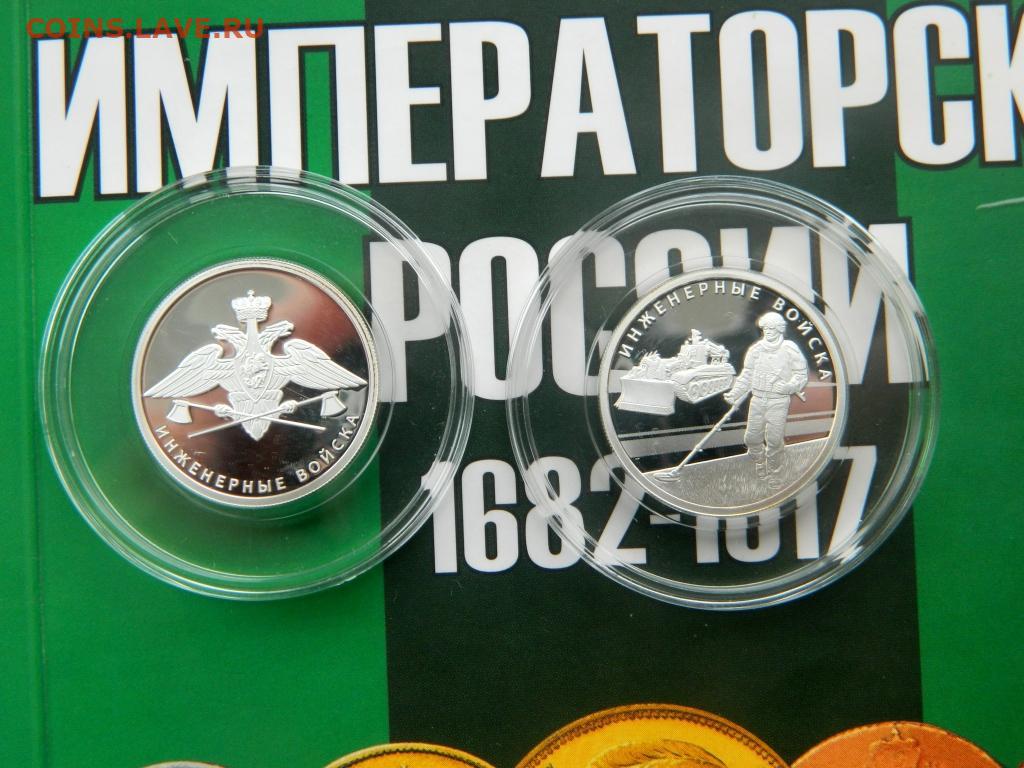 COINS.LAVE.RU
ИМПЕРАТОРСК
РОССИИ
1682-1917
ИНЖЕНЕРНЫЕ ВОЙСКА
ИНЖЕНЕРНЫЕ ВОЙСКА